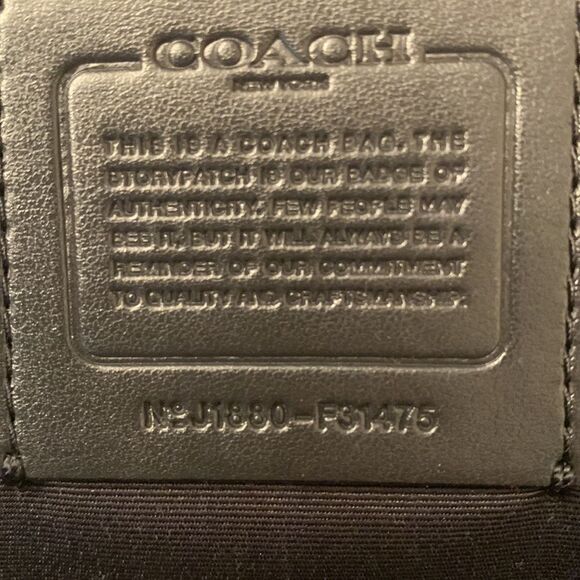 COACH
NEW YORK
THIS IS A COACH BAG. THE
STORYPATCH IS OUR BADGE OF
AUTHENTICITY. FEW PEOPLE MAY
SEE IT, BUT IT WILL ALWAYS BE A
REMINDER OF OUR COMMITMENT
TO QUALITY AND CRAFTSMANSHIP.
Nº J1880-F31475